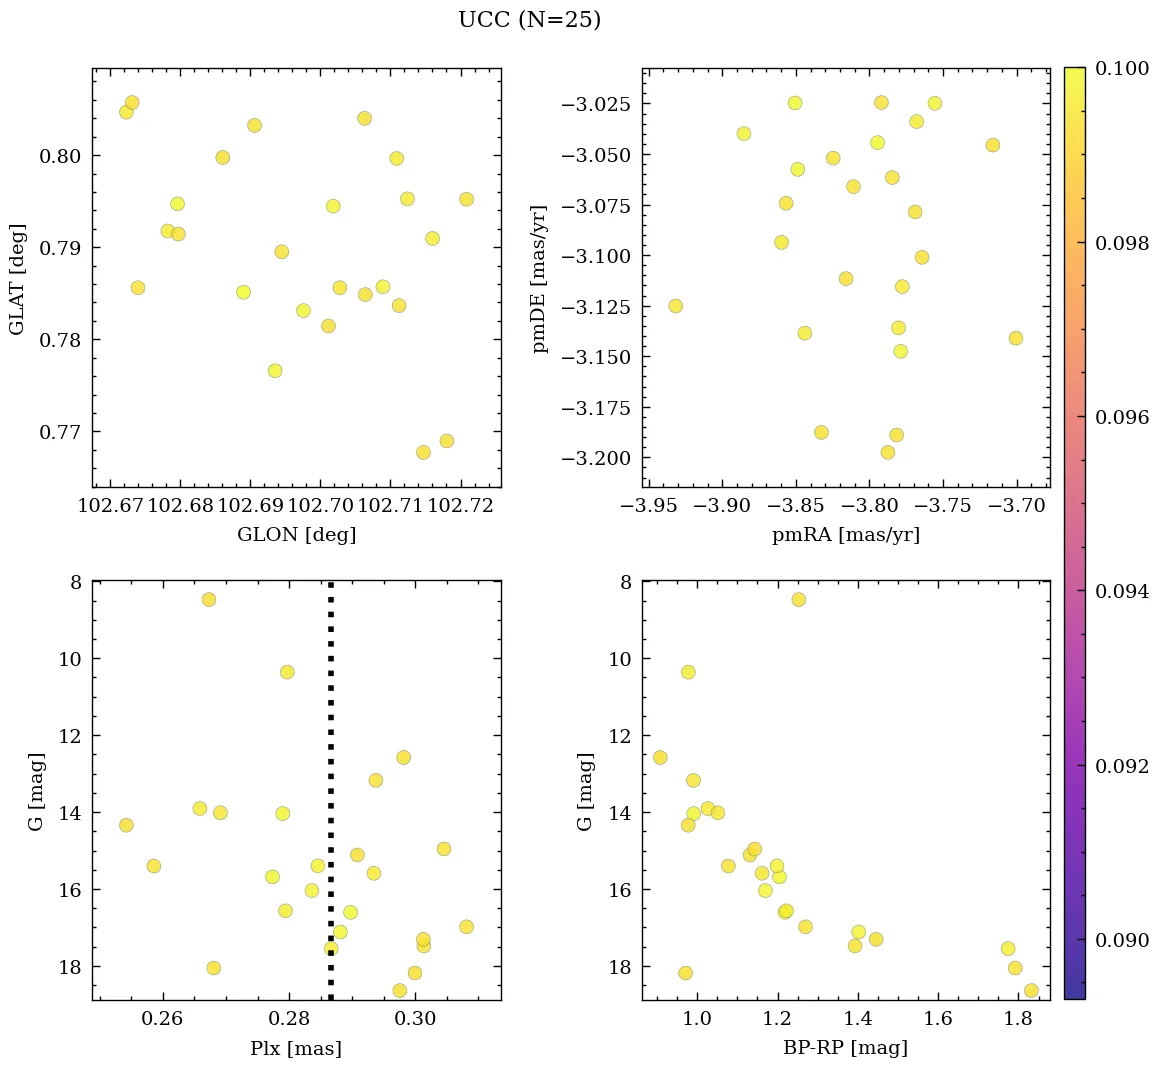 UCC (N=25)
0.80
0.79
0.78
0.77
GLAT [deg]
102.67 102.68 102.69 102.70 102.71 102.72
GLON [deg]
−3.025
−3.050
−3.075
−3.100
−3.125
−3.150
−3.175
−3.200
pmDE [mas/yr]
−3.95 −3.90 −3.85 −3.80 −3.75 −3.70
pmRA [mas/yr]
8
10
12
14
16
18
G [mag]
0.26 0.28 0.30
Plx [mas]
8
10
12
14
16
18
G [mag]
1.0 1.2 1.4 1.6 1.8
BP-RP [mag]
0.100
0.098
0.096
0.094
0.092
0.090